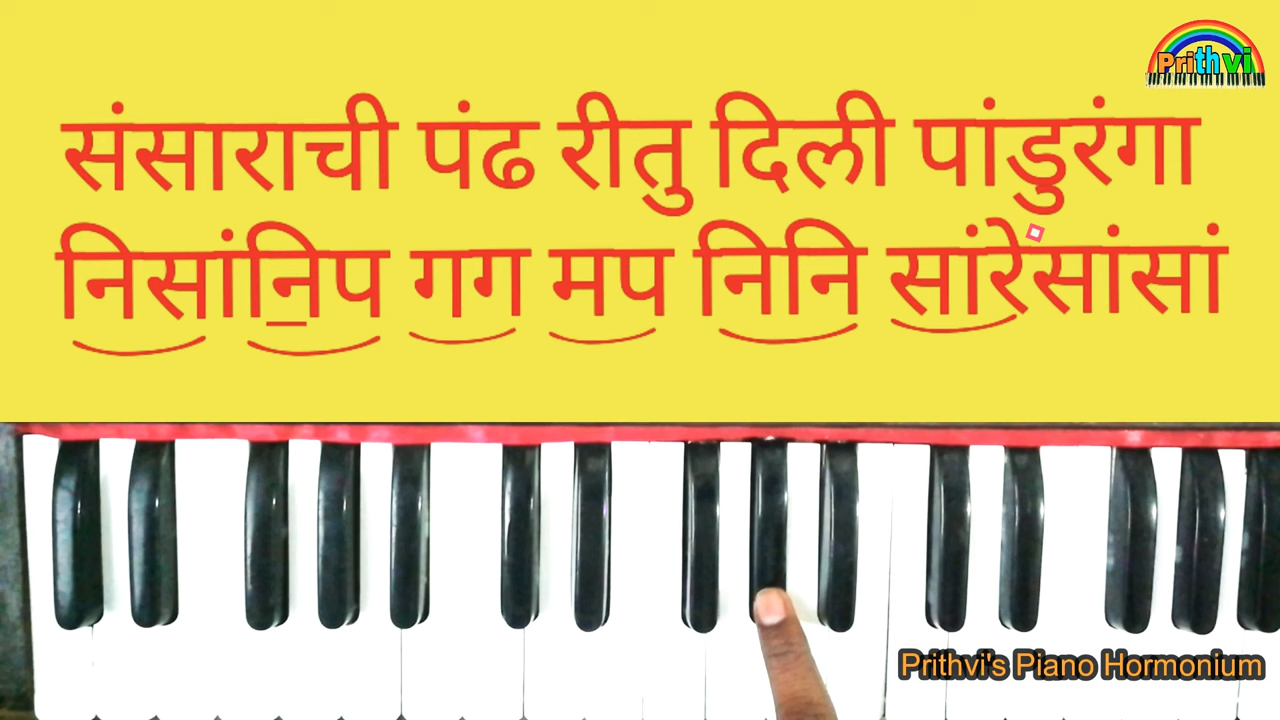 Prithvi
संसाराची पंढ रीतु दिली पांडुरंगा
निसांनि॒प गग मप निनि सांरेंसांसां
Prithvi's Piano Hormonium